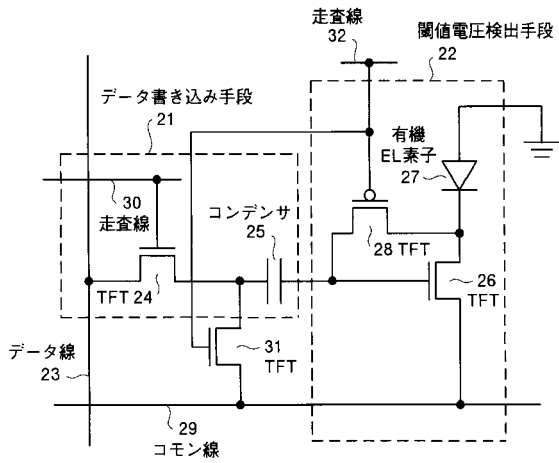 走査線
32
閾値電圧検出手段
22
データ書き込み手段
21
有機
EL素子
27
30
走査線
コンデンサ
25
28 TFT
TFT 24
26
TFT
31
TFT
データ線
23
29
コモン線